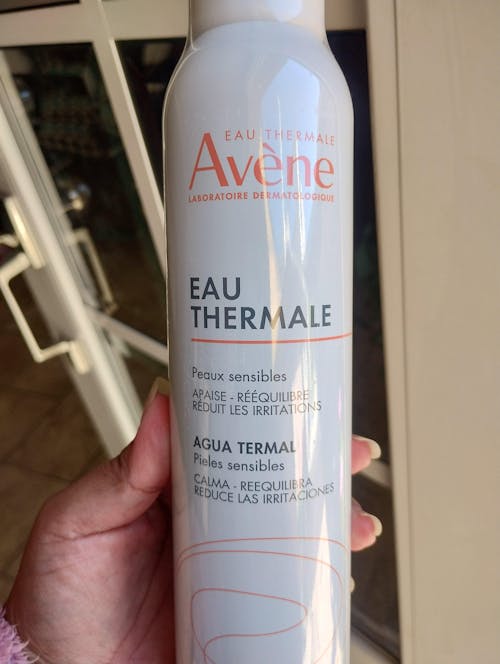 EAU THERMALE
Avène
LABORATOIRE DERMATOLOGIQUE
EAU
THERMALE
Peaux sensibles
APAISE - RÉÉQUILIBRE
RÉDUIT LES IRRITATIONS
AGUA TERMAL
Pieles sensibles
CALMA - REEQUILIBRA
REDUCE LAS IRRITACIONES